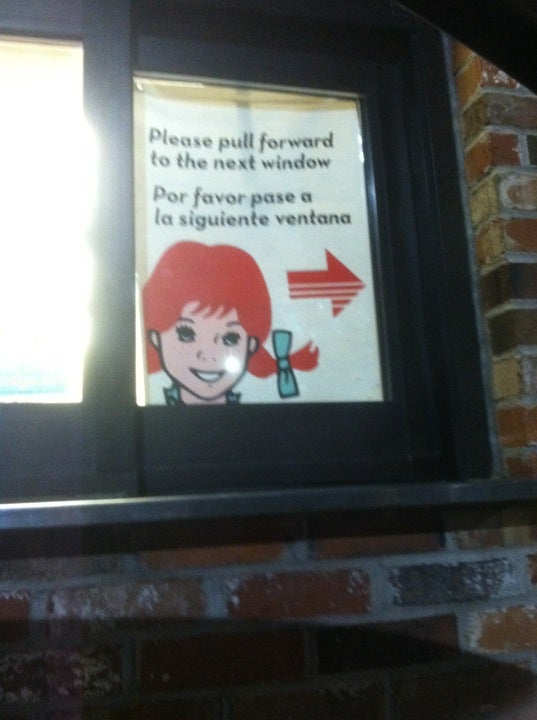 Please pull forward
to the next window
Por favor pase a
la siguiente ventana